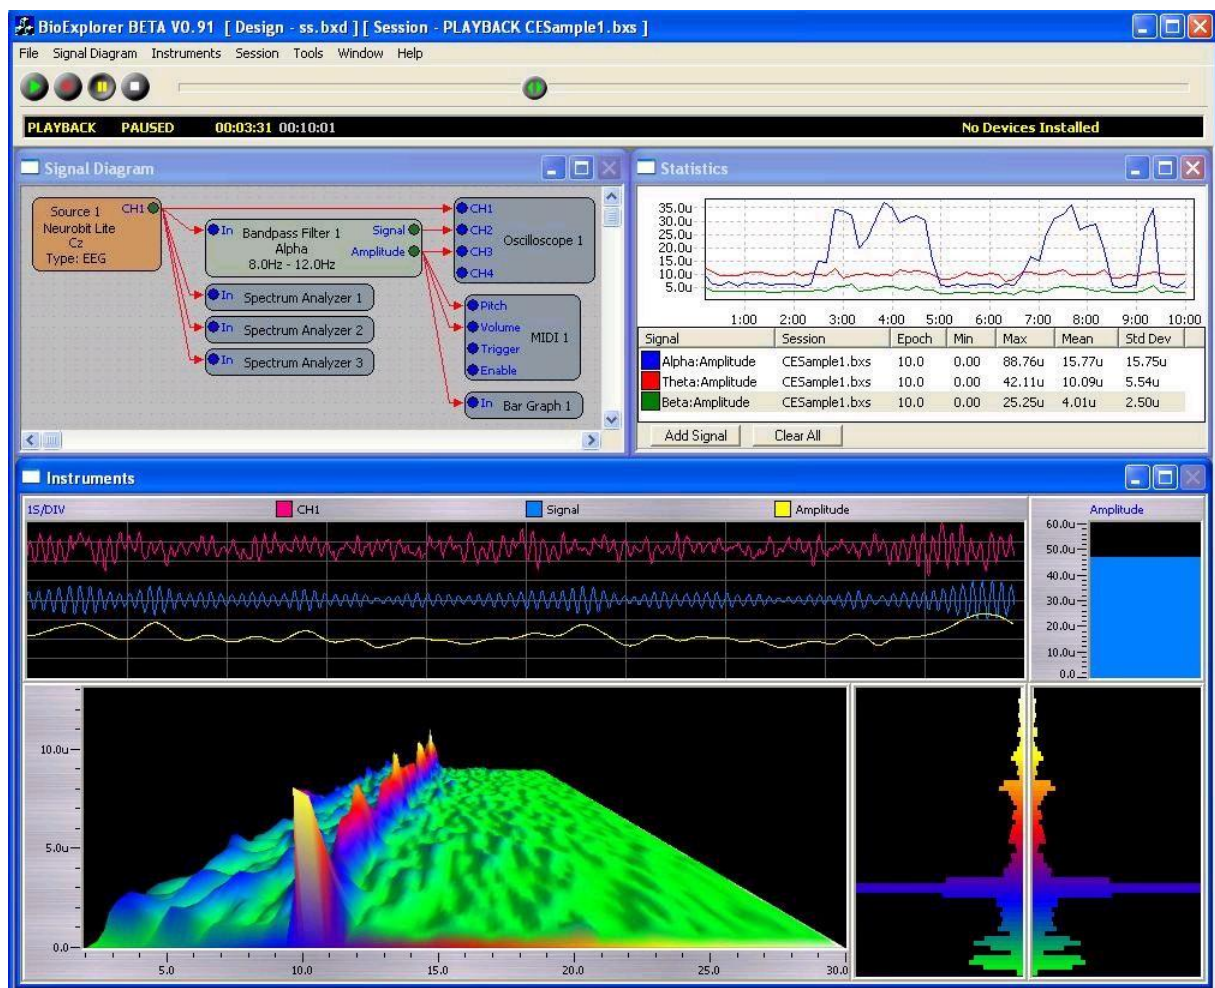 BioExplorer BETA V0.91 [ Design - ss.bxd ] [ Session - PLAYBACK CESample1.bxs ]
File Signal Diagram Instruments Session Tools Window Help
PLAYBACK PAUSED 00:03:31 00:10:01 No Devices Installed
Signal Diagram
Source 1 CH1
Neurobit Lite
Cz
Type: EEG
In Bandpass Filter 1 Signal
Alpha Amplitude
8.0Hz - 12.0Hz
In Spectrum Analyzer 1
In Spectrum Analyzer 2
In Spectrum Analyzer 3
CH1
CH2
Oscilloscope 1
CH3
CH4
Pitch
Volume
MIDI 1
Trigger
Enable
In Bar Graph 1
Statistics
35.0u
30.0u
25.0u
20.0u
15.0u
10.0u
5.0u
1:00 2:00 3:00 4:00 5:00 6:00 7:00 8:00 9:00 10:00
Signal Session Epoch Min Max Mean Std Dev
Alpha:Amplitude CESample1.bxs 10.0 0.00 88.76u 15.77u 15.75u
Theta:Amplitude CESample1.bxs 10.0 0.00 42.11u 10.09u 5.54u
Beta:Amplitude CESample1.bxs 10.0 0.00 25.25u 4.01u 2.50u
Add Signal Clear All
Instruments
1S/DIV CH1 Signal Amplitude
Amplitude
60.0u
50.0u
40.0u
30.0u
20.0u
10.0u
0.0
10.0u
5.0u
0.0
5.0 10.0 15.0 20.0 25.0 30.0